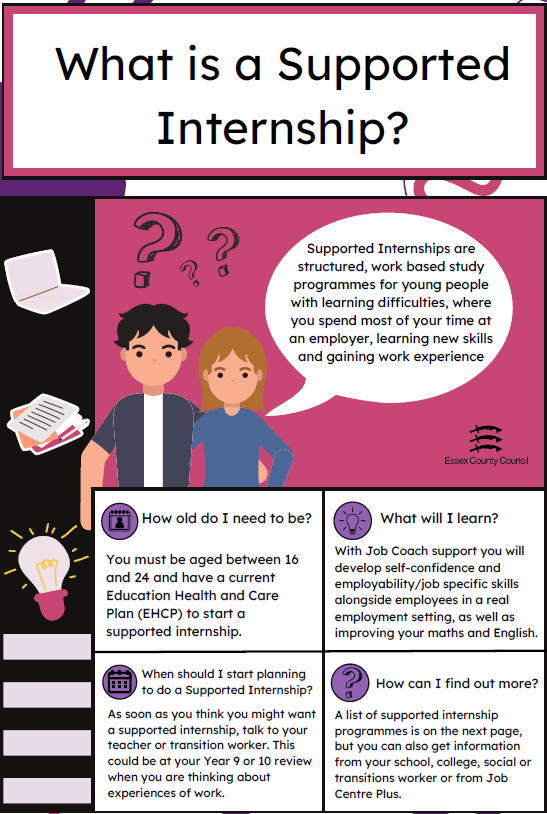 What is a Supported
Internship?
Supported Internships are
structured, work based study
programmes for young people
with learning difficulties, where
you spend most of your time at
an employer, learning new skills
and gaining work experience
Essex County Council
How old do I need to be?
You must be aged between 16
and 24 and have a current
Education Health and Care
Plan (EHCP) to start a
supported internship.
What will I learn?
With Job Coach support you will
develop self-confidence and
employability/job specific skills
alongside employees in a real
employment setting, as well as
improving your maths and English.
When should I start planning
to do a Supported Internship?
As soon as you think you might want
a supported internship, talk to your
teacher or transition worker. This
could be at your Year 9 or 10 review
when you are thinking about
experiences of work.
How can I find out more?
A list of supported internship
programmes is on the next page,
but you can also get information
from your school, college, social or
transitions worker or from Job
Centre Plus.